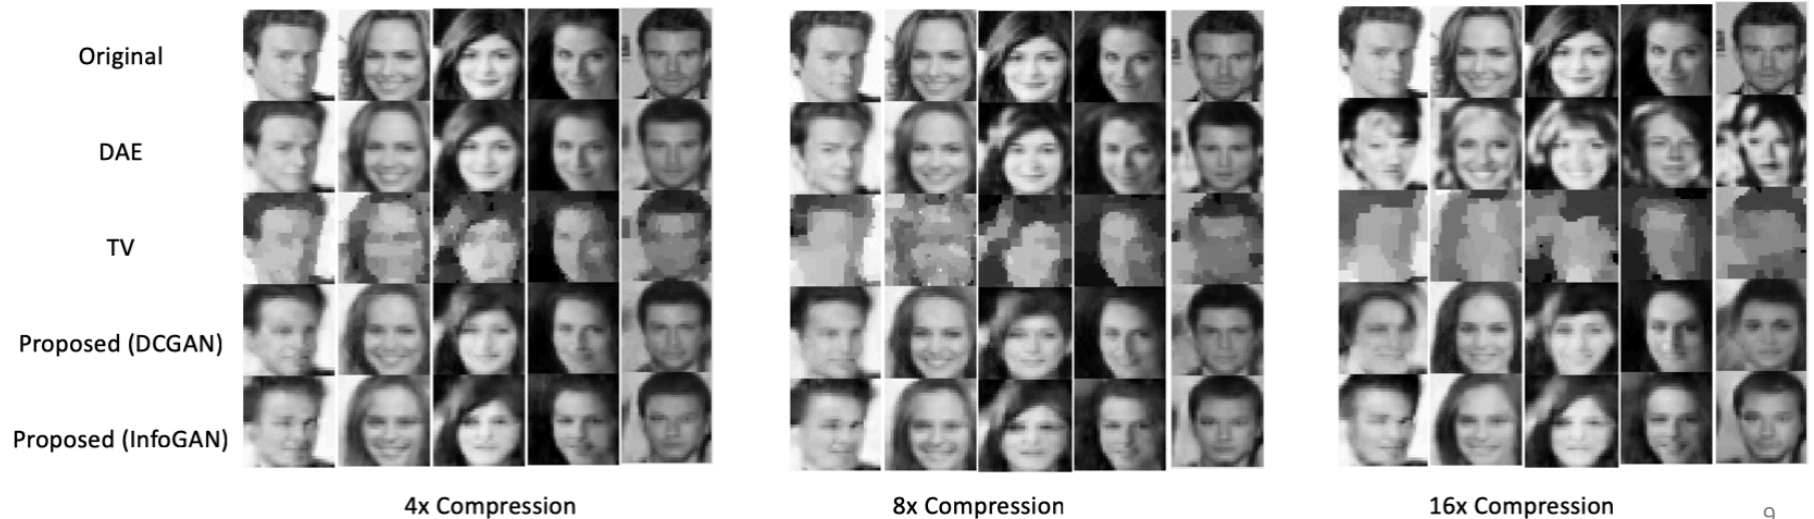 Original
DAE
TV
Proposed (DCGAN)
Proposed (InfoGAN)
4x Compression
8x Compression
16x Compression
9